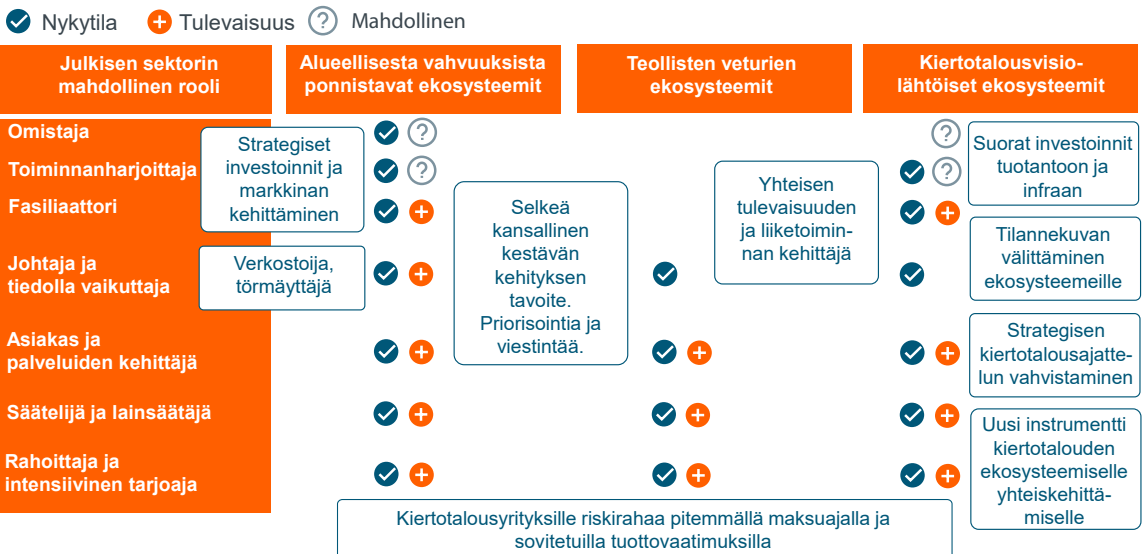 Nykytila
Tulevaisuus
Mahdollinen
Julkisen sektorin
mahdollinen rooli
Alueellisesta vahvuuksista
ponnistavat ekosysteemit
Teollisten veturien
ekosysteemit
Kiertotalousvisio-
lähtöiset ekosysteemit
Omistaja
Toiminnanharjoittaja
Fasiliaattori
Johtaja ja
tiedolla vaikuttaja
Asiakas ja
palveluiden kehittäjä
Säätelijä ja lainsäätäjä
Rahoittaja ja
intensiivinen tarjoaja
Strategiset
investoinnit ja
markkinan
kehittäminen
Verkostoija,
törmäyttäjä
Selkeä
kansallinen
kestävän
kehityksen
tavoite.
Priorisointia ja
viestintää.
Yhteisen
tulevaisuuden
ja liiketoimin-
nan kehittäjä
Suorat investoinnit
tuotantoon ja
infraan
Tilannekuvan
välittäminen
ekosysteemeille
Strategisen
kiertotalousajatte-
lun vahvistaminen
Uusi instrumentti
kiertotalouden
ekosysteemiselle
yhteiskehittä-
miselle
Kiertotalousyrityksille riskirahaa pitemmällä maksuajalla ja
sovitetuilla tuottovaatimuksilla